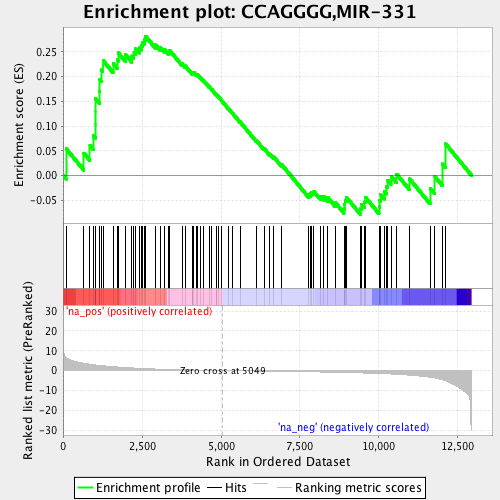 Enrichment plot: CCAGGGG,MIR-331
Enrichment score (ES)
0.25
0.20
0.15
0.10
0.05
0.00
-0.05
'na_pos' (positively correlated)
Ranked list metric (PreRanked)
30
20
10
0
-10
-20
-30
Zero cross at 5049
'na_neg' (negatively correlated)
0
2,500
5,000
7,500
10,000
12,500
Rank in Ordered Dataset
Enrichment profile
Hits
Ranking metric scores